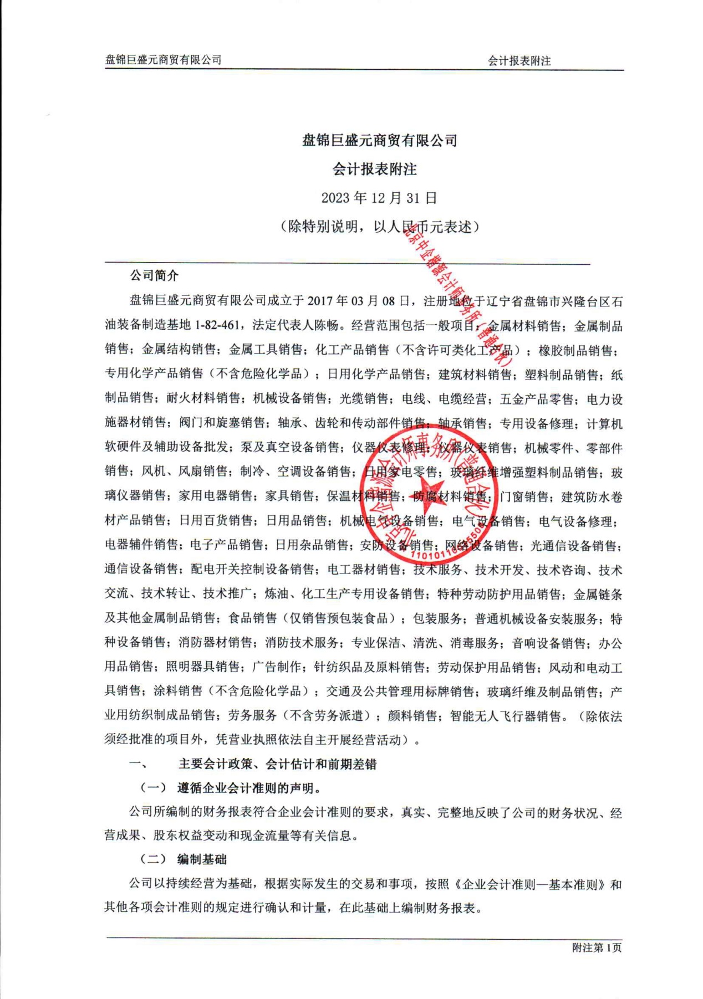 盘锦巨盛元商贸有限公司 会计报表附注
盘锦巨盛元商贸有限公司
会计报表附注
2023 年 12 月 31 日
（除特别说明，以人民币元表述）
北京中企楷源会计师事务所（普通合伙）
公司简介
盘锦巨盛元商贸有限公司成立于 2017 年 03 月 08 日，注册地位于辽宁省盘锦市兴隆台区石
油装备制造基地 1-82-461，法定代表人陈畅。经营范围包括一般项目：金属材料销售；金属制品
销售；金属结构销售；金属工具销售；化工产品销售（不含许可类化工产品）；橡胶制品销售；
专用化学产品销售（不含危险化学品）；日用化学产品销售；建筑材料销售；塑料制品销售；纸
制品销售；耐火材料销售；机械设备销售；光缆销售；电线、电缆经营；五金产品零售；电力设
施器材销售；阀门和旋塞销售；轴承、齿轮和传动部件销售；轴承销售；专用设备修理；计算机
软硬件及辅助设备批发；泵及真空设备销售；仪器仪表修理；仪器仪表销售；机械零件、零部件
销售；风机、风扇销售；制冷、空调设备销售；日用家电零售；玻璃纤维增强塑料制品销售；玻
璃仪器销售；家用电器销售；家具销售；保温材料销售；防腐材料销售；门窗销售；建筑防水卷
材产品销售；日用百货销售；日用品销售；机械电气设备销售；电气设备销售；电气设备修理；
电器辅件销售；电子产品销售；日用杂品销售；安防设备销售；网络设备销售；光通信设备销售；
通信设备销售；配电开关控制设备销售；电工器材销售；技术服务、技术开发、技术咨询、技术
交流、技术转让、技术推广；炼油、化工生产专用设备销售；特种劳动防护用品销售；金属链条
及其他金属制品销售；食品销售（仅销售预包装食品）；包装服务；普通机械设备安装服务；特
种设备销售；消防器材销售；消防技术服务；专业保洁、清洗、消毒服务；音响设备销售；办公
用品销售；照明器具销售；广告制作；针纺织品及原料销售；劳动保护用品销售；风动和电动工
具销售；涂料销售（不含危险化学品）；交通及公共管理用标牌销售；玻璃纤维及制品销售；产
业用纺织制成品销售；劳务服务（不含劳务派遣）；颜料销售；智能无人飞行器销售。（除依法
须经批准的项目外，凭营业执照依法自主开展经营活动）。
北京中企楷源会计师事务所（普通合伙）
一、 主要会计政策、会计估计和前期差错
（一） 遵循企业会计准则的声明。
公司所编制的财务报表符合企业会计准则的要求，真实、完整地反映了公司的财务状况、经
营成果、股东权益变动和现金流量等有关信息。
（二） 编制基础
公司以持续经营为基础，根据实际发生的交易和事项，按照《企业会计准则—基本准则》和
其他各项会计准则的规定进行确认和计量，在此基础上编制财务报表。
附注第 1页